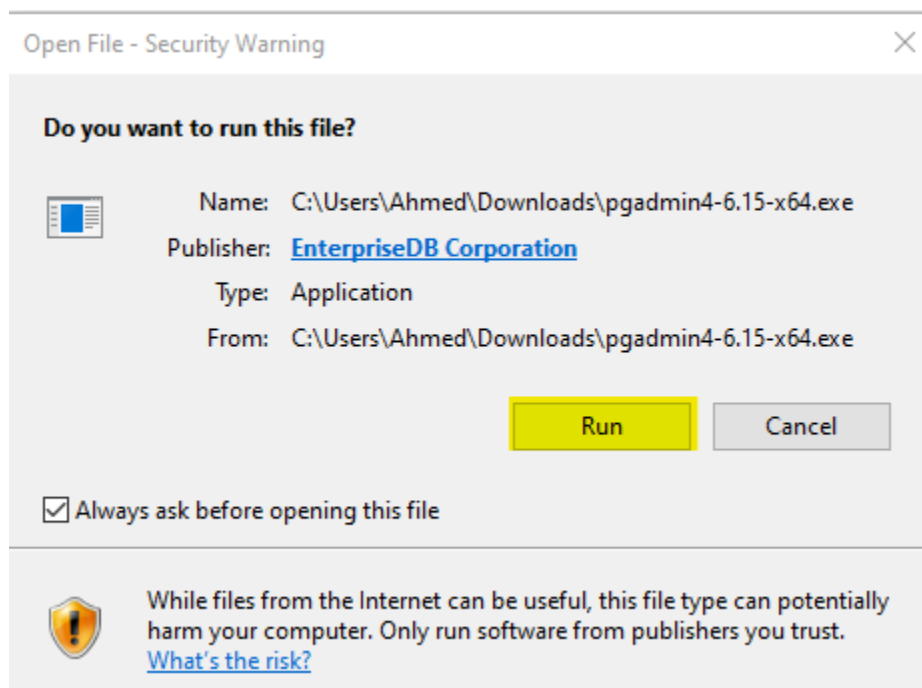 Open File - Security Warning
Do you want to run this file?
Name: C:\Users\Ahmed\Downloads\pgadmin4-6.15-x64.exe
Publisher: EnterpriseDB Corporation
Type: Application
From: C:\Users\Ahmed\Downloads\pgadmin4-6.15-x64.exe
Run Cancel
Always ask before opening this file
While files from the Internet can be useful, this file type can potentially
harm your computer. Only run software from publishers you trust.
What's the risk?